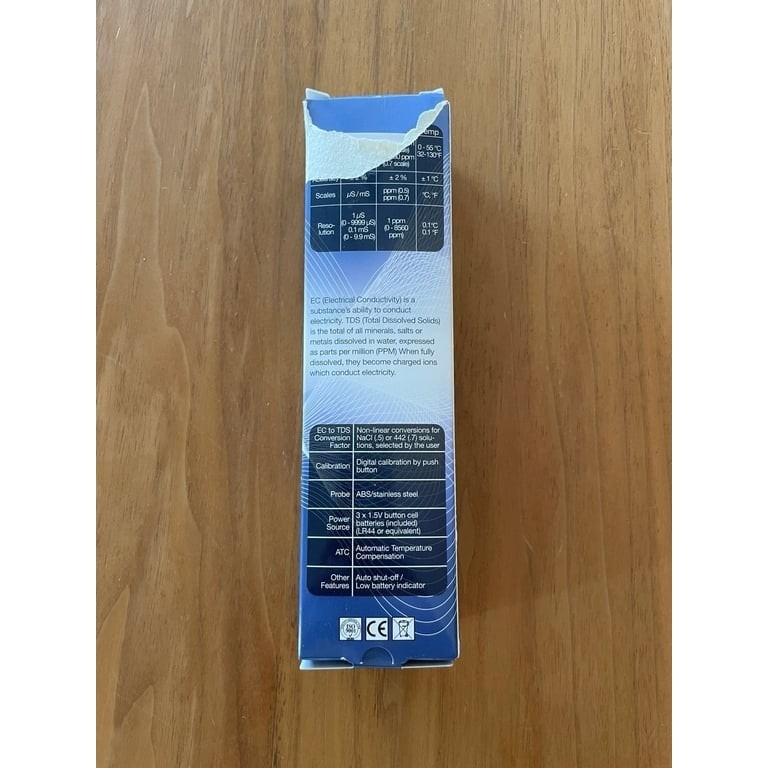 emp
0 - 55 °C
32-130°F
ppm
0.7 scale)
± 2 % ± 1 °C
Scales µS / mS ppm (0.5) ppm (0.7) °C, °F
Reso-
lution
1 µS
(0 - 9999 µS)
0.1 mS
(0 - 9.9 mS)
1 ppm
(0 - 8560
ppm)
0.1°C
0.1 °F
EC (Electrical Conductivity) is a
substance's ability to conduct
electricity. TDS (Total Dissolved Solids)
is the total of all minerals, salts or
metals dissolved in water, expressed
as parts per million (PPM) When fully
dissolved, they become charged ions
which conduct electricity.
EC to TDS
Conversion
Factor
Non-linear conversions for
NaCl (.5) or 442 (.7) solu-
tions, selected by the user
Calibration
Digital calibration by push
button
Probe
ABS/stainless steel
Power
Source
3 x 1.5V button cell
batteries (included)
(LR44 or equivalent)
ATC
Automatic Temperature
Compensation
Other
Features
Auto shut-off /
Low battery indicator
ISO
9001
CE